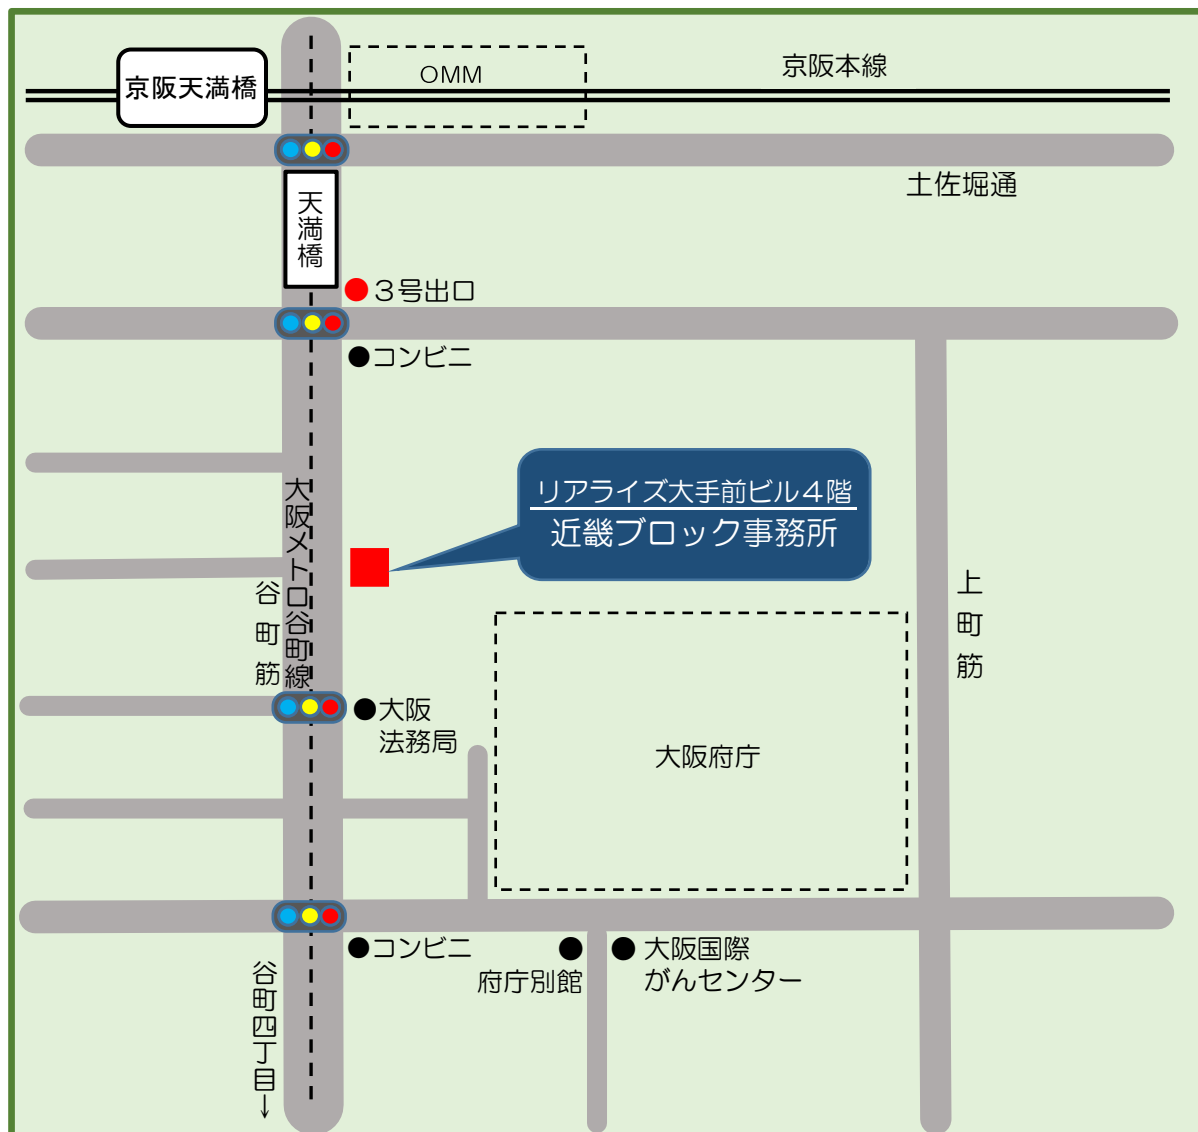 京阪天満橋
OMM
京阪本線
土佐堀通
天満橋
３号出口
コンビニ
リアライズ大手前ビル４階
近畿ブロック事務所
大阪メトロ谷町線
谷町筋
上町筋
大阪
法務局
大阪府庁
コンビニ
府庁別館
大阪国際
がんセンター
谷町四丁目→